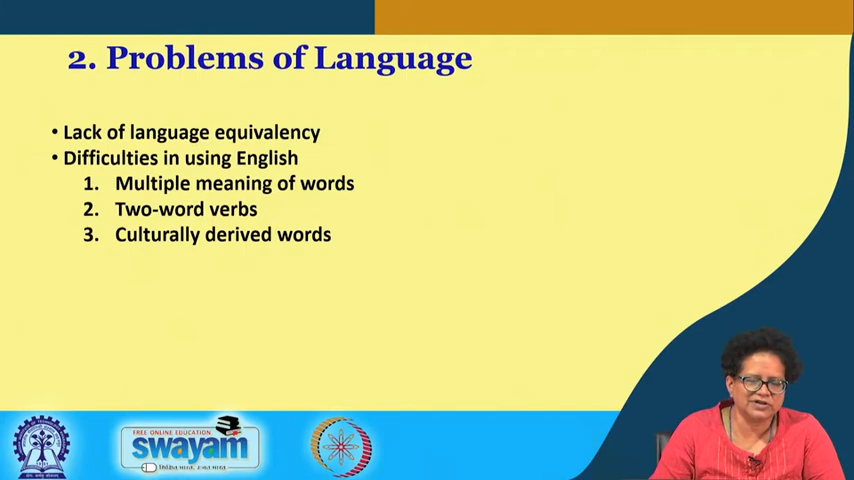 2. Problems of Language
• Lack of language equivalency
• Difficulties in using English
1. Multiple meaning of words
2. Two-word verbs
3. Culturally derived words
FREE ONLINE EDUCATION
swayam